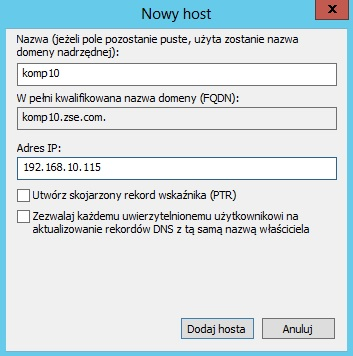 Nowy host
x
Nazwa (jeżeli pole pozostanie puste, użyta zostanie nazwa
domeny nadrzędnej):
komp10
W pełni kwalifikowana nazwa domeny (FQDN):
komp10.zse.com.
Adres IP:
192.168.10.115
Utwórz skojarzony rekord wskaźnika (PTR)
Zezwalaj każdemu uwierzytelnionemu użytkownikowi na
aktualizowanie rekordów DNS z tą samą nazwą właściciela
Dodaj hosta
Anuluj